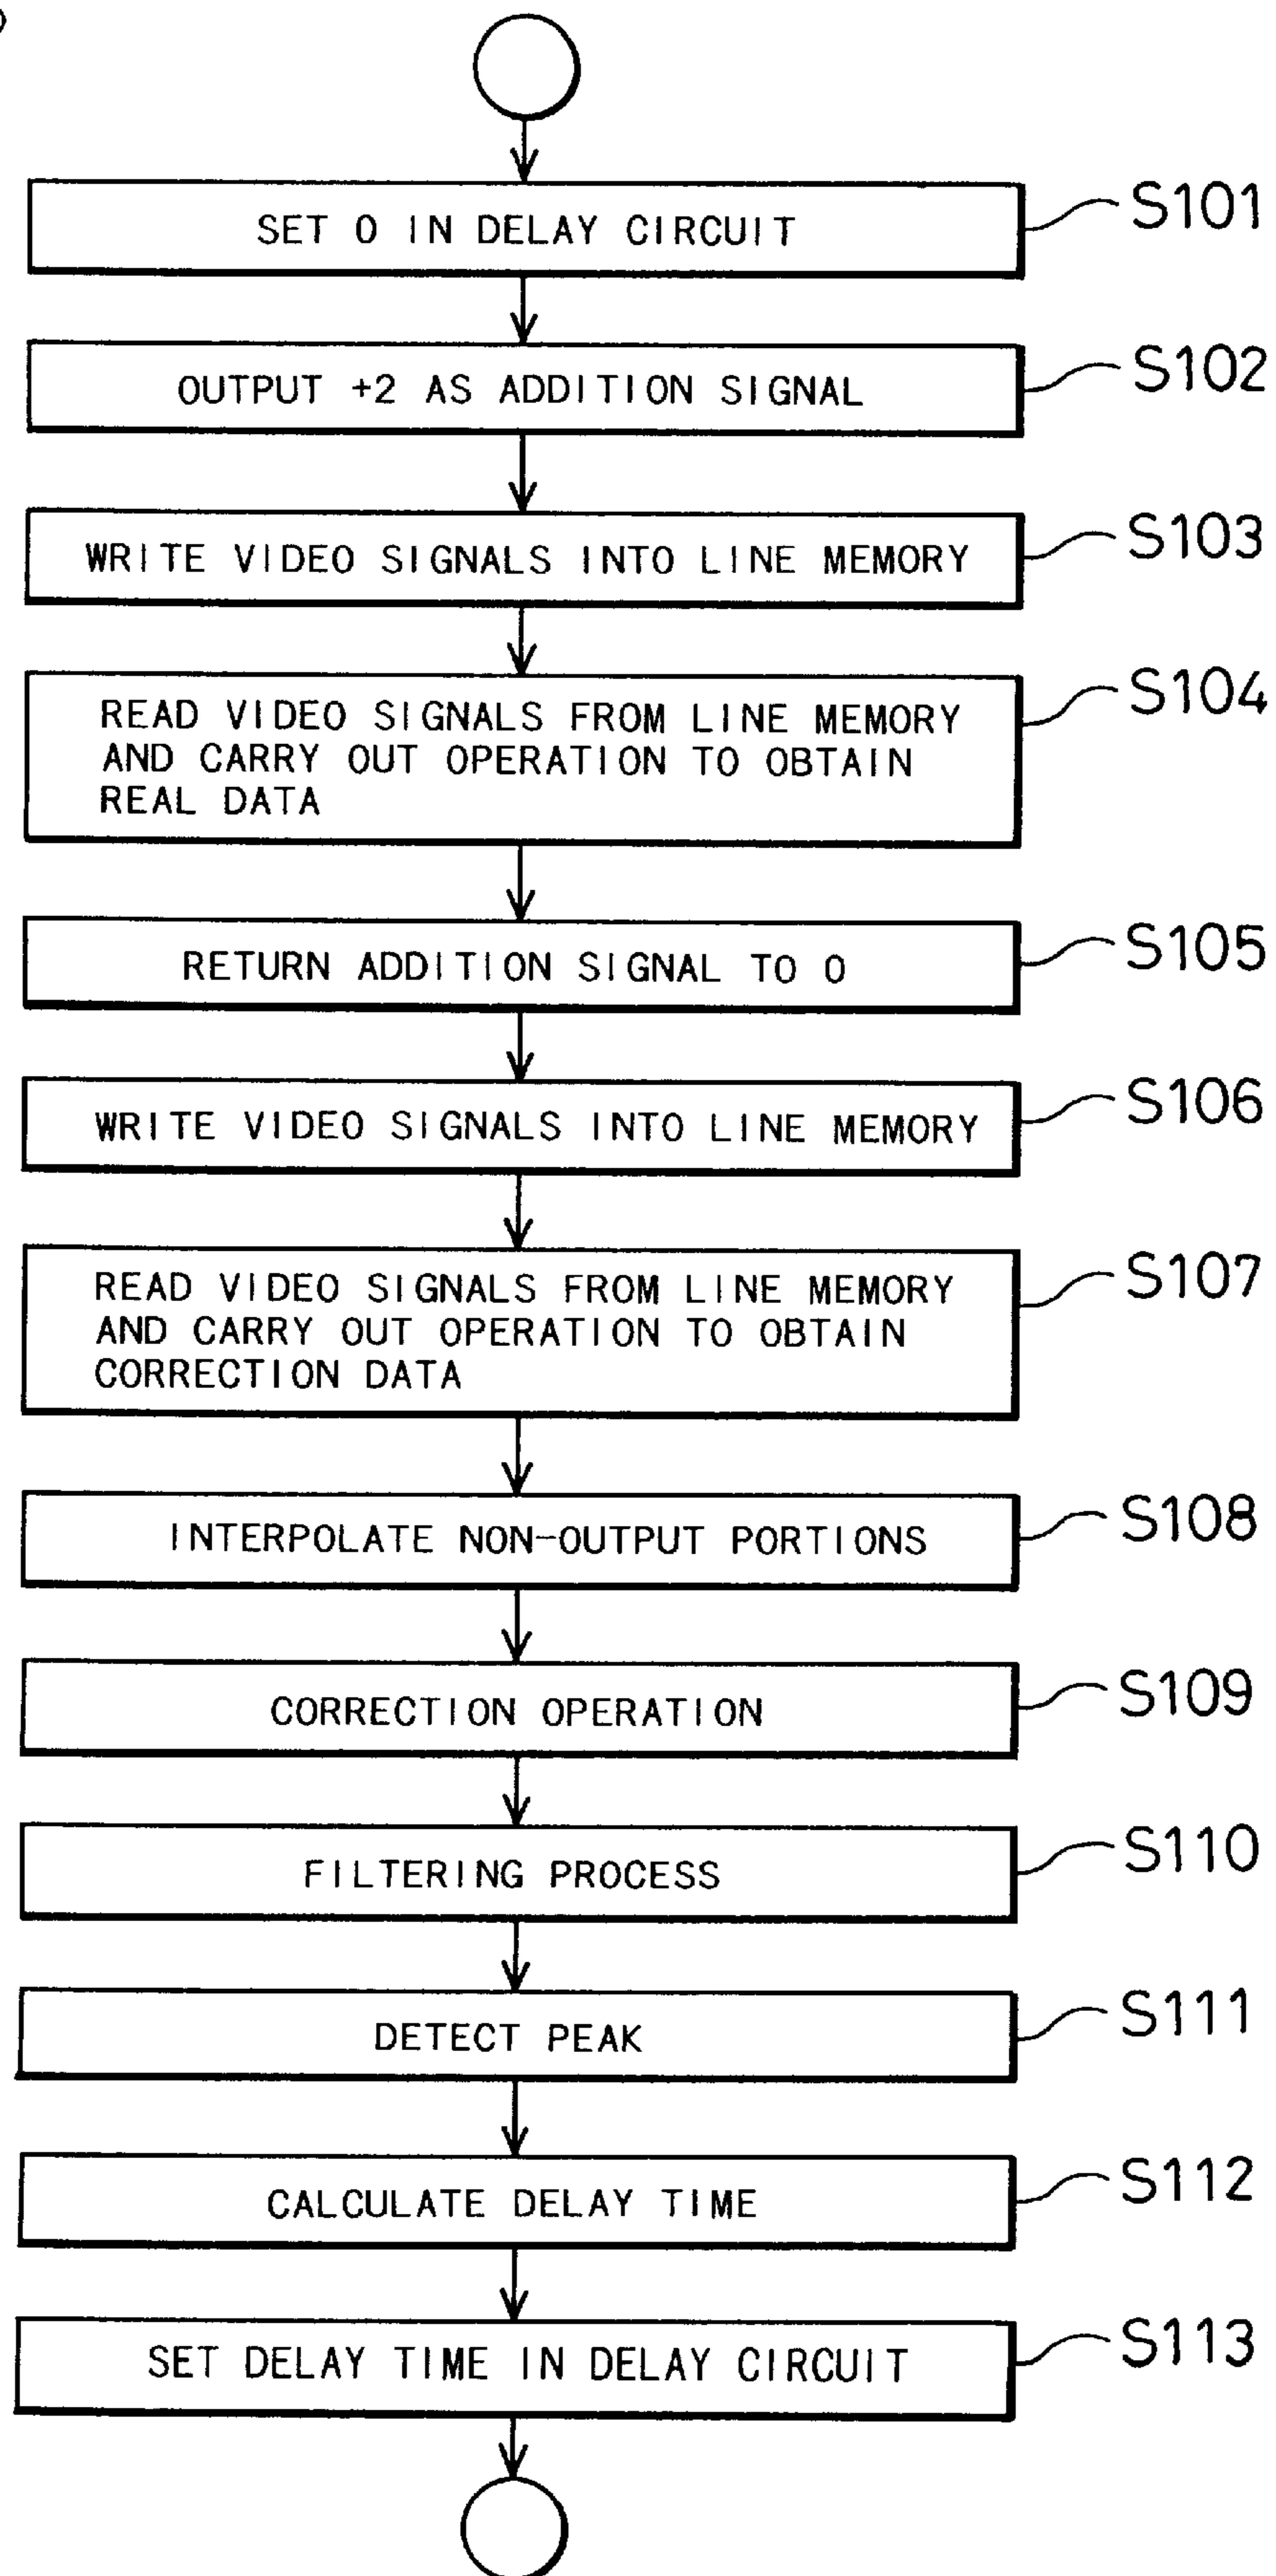 S101
SET 0 IN DELAY CIRCUIT
S102
OUTPUT +2 AS ADDITION SIGNAL
S103
WRITE VIDEO SIGNALS INTO LINE MEMORY
S104
READ VIDEO SIGNALS FROM LINE MEMORY
AND CARRY OUT OPERATION TO OBTAIN
REAL DATA
S105
RETURN ADDITION SIGNAL TO 0
S106
WRITE VIDEO SIGNALS INTO LINE MEMORY
S107
READ VIDEO SIGNALS FROM LINE MEMORY
AND CARRY OUT OPERATION TO OBTAIN
CORRECTION DATA
S108
INTERPOLATE NON-OUTPUT PORTIONS
S109
CORRECTION OPERATION
S110
FILTERING PROCESS
S111
DETECT PEAK
S112
CALCULATE DELAY TIME
S113
SET DELAY TIME IN DELAY CIRCUIT